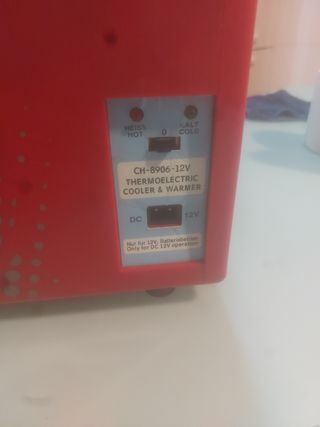 HEISS KALT
HOT 0 COLD
CH-8906-12V
THERMOELECTRIC
COOLER & WARMER
DC 12V
Nur für 12V, Batteriebetrieb
Only for DC 12V operation